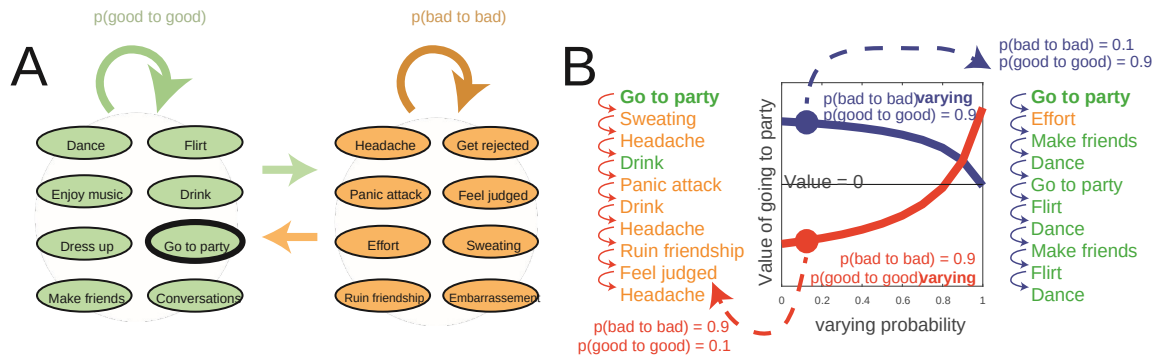 p(good to good)
p(bad to bad)
A
Dance
Flirt
Enjoy music
Drink
Dress up
Go to party
Make friends
Conversations
Headache
Get rejected
Panic attack
Feel judged
Effort
Sweating
Ruin friendship
Embarrassement
B
Go to party
Sweating
Headache
Drink
Panic attack
Drink
Headache
Ruin friendship
Feel judged
Headache
p(bad to bad) = 0.9
p(good to good) = 0.1
Value of going to party
p(bad to bad) varying
p(good to good) = 0.9
Value = 0
p(bad to bad) = 0.9
p(good to good) varying
0 0.2 0.4 0.6 0.8 1
varying probability
p(bad to bad) = 0.1
p(good to good) = 0.9
Go to party
Effort
Make friends
Dance
Go to party
Flirt
Dance
Make friends
Flirt
Dance